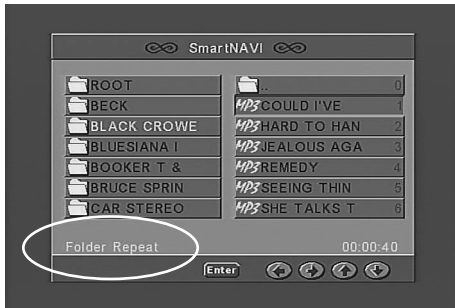 SmartNAVI
ROOT
BECK
BLACK CROWE
BLUESIANA I
BOOKER T &
BRUCE SPRIN
CAR STEREO
.. 0
MP3 COULD I'VE 1
MP3 HARD TO HAN 2
MP3 JEALOUS AGA 3
MP3 REMEDY 4
MP3 SEEING THIN 5
MP3 SHE TALKS T 6
Folder Repeat 00:00:40
Enter